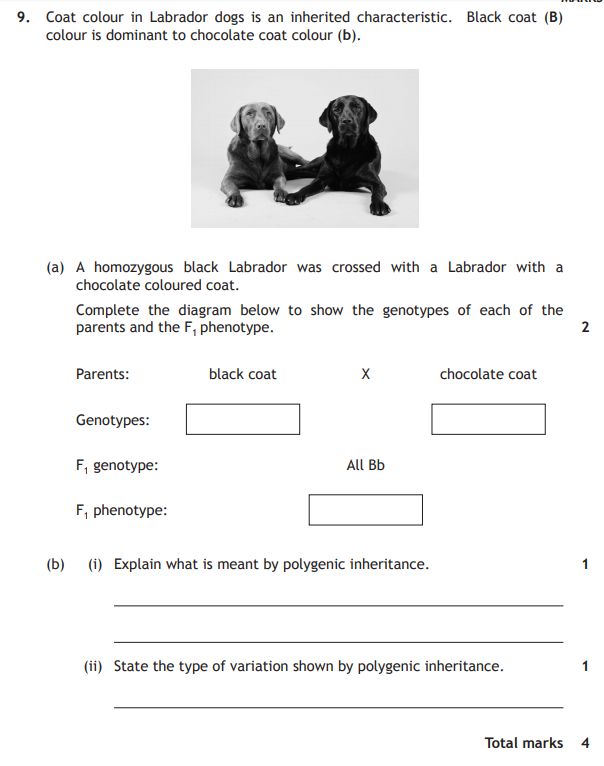 9. Coat colour in Labrador dogs is an inherited characteristic. Black coat (B)
colour is dominant to chocolate coat colour (b).
(a) A homozygous black Labrador was crossed with a Labrador with a
chocolate coloured coat.
Complete the diagram below to show the genotypes of each of the
parents and the F₁ phenotype. 2
Parents: black coat X chocolate coat
Genotypes:
F₁ genotype: All Bb
F₁ phenotype:
(b) (i) Explain what is meant by polygenic inheritance. 1
(ii) State the type of variation shown by polygenic inheritance. 1
Total marks 4